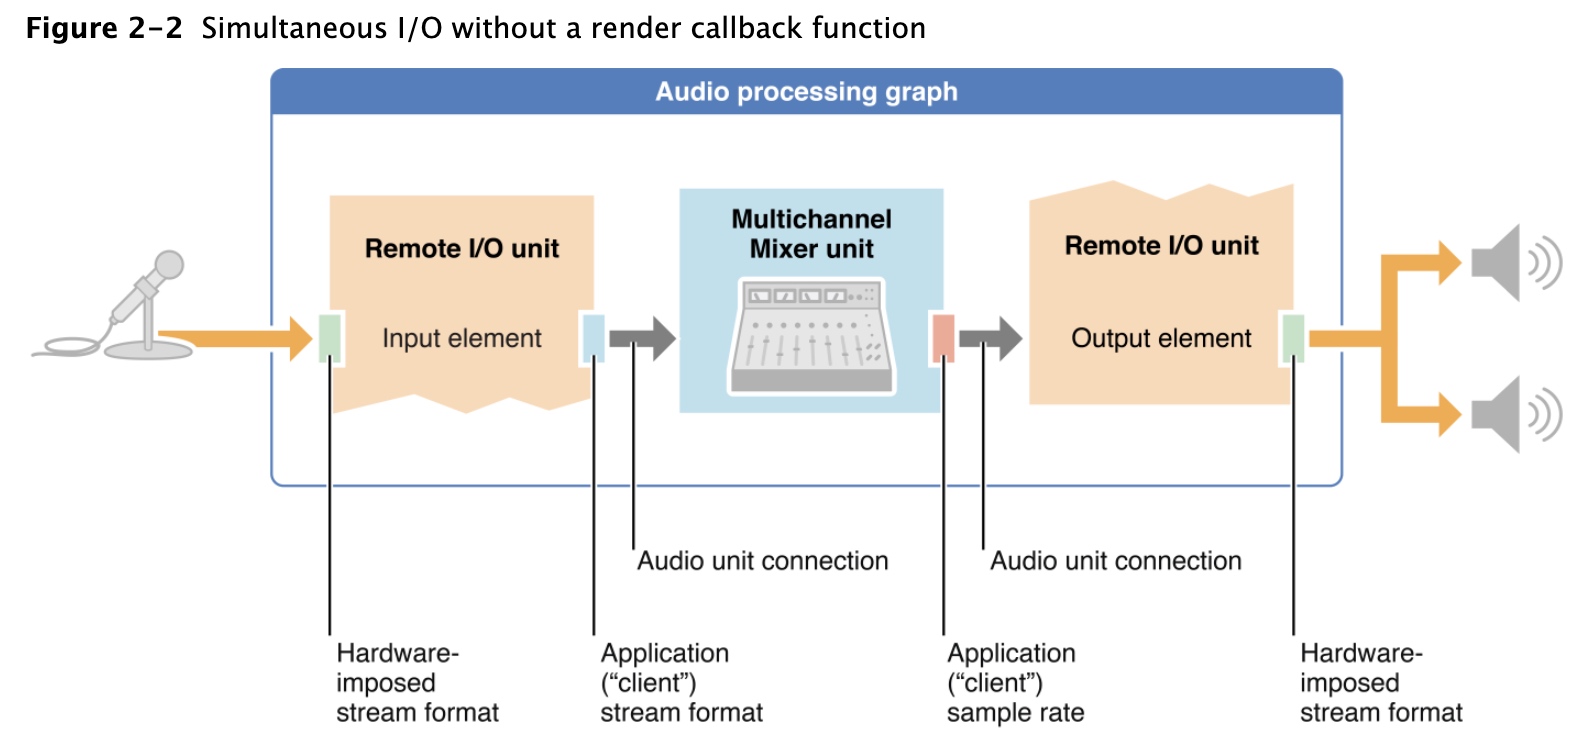 Figure 2–2  Simultaneous I/O without a render callback function
Audio processing graph
Remote I/O unit
Input element
Multichannel
Mixer unit
Remote I/O unit
Output element
Audio unit connection
Audio unit connection
Hardware-
imposed
stream format
Application
(“client”)
stream format
Application
(“client”)
sample rate
Hardware-
imposed
stream format